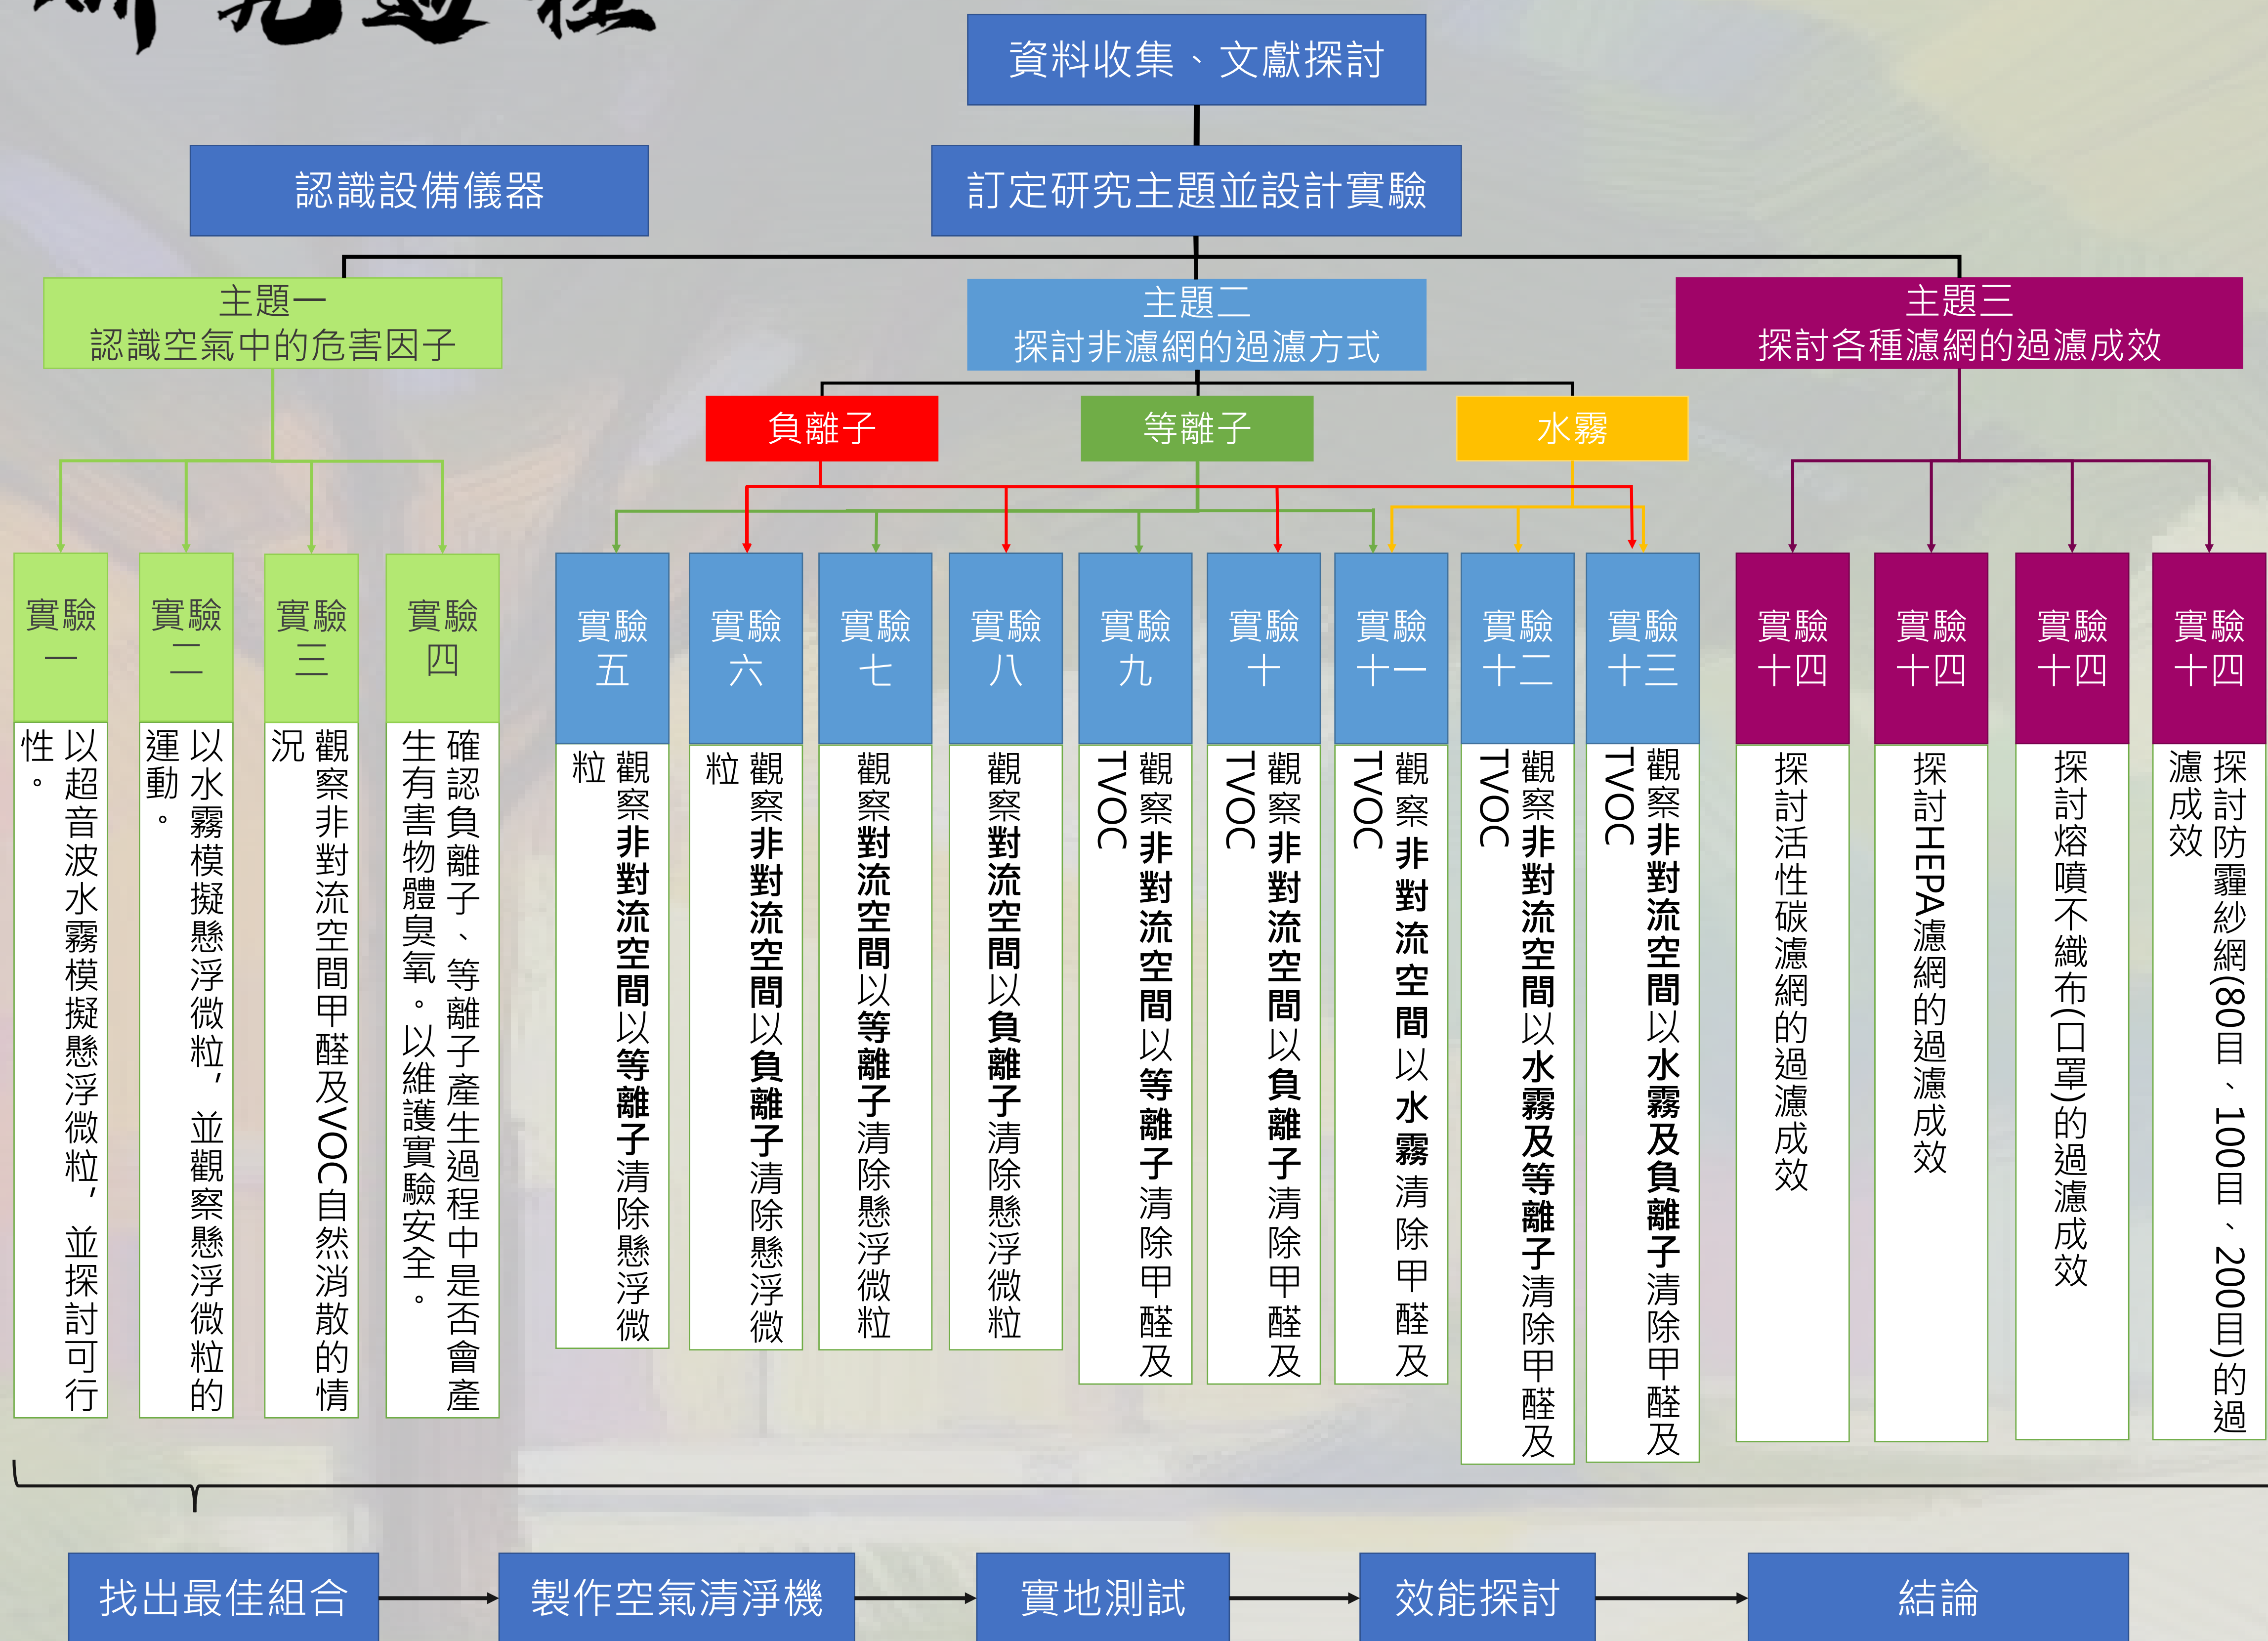 研究過程
資料收集、文獻探討
認識設備儀器
訂定研究主題並設計實驗
主題一
認識空氣中的危害因子
主題二
探討非濾網的過濾方式
主題三
探討各種濾網的過濾成效
負離子
等離子
水霧
實驗
一
以超音波水霧模擬懸浮微粒，並探討可行
性。
實驗
二
以水霧模擬懸浮微粒，並觀察懸浮微粒的
運動。
實驗
三
觀察非對流空間甲醛及VOC自然消散的情
況
實驗
四
確認負離子、等離子產生過程中是否會產
生有害物體臭氧。以維護實驗安全。
實驗
五
觀察非對流空間以等離子清除懸浮微
粒
實驗
六
觀察非對流空間以負離子清除懸浮微
粒
實驗
七
觀察對流空間以等離子清除懸浮微粒
實驗
八
觀察對流空間以負離子清除懸浮微粒
實驗
九
觀察非對流空間以等離子清除甲醛及
TVOC
實驗
十
觀察非對流空間以負離子清除甲醛及
TVOC
實驗
十一
觀察非對流空間以水霧清除甲醛及
TVOC
實驗
十二
觀察非對流空間以水霧及等離子清除甲醛及
TVOC
實驗
十三
觀察非對流空間以水霧及負離子清除甲醛及
TVOC
實驗
十四
探討活性碳濾網的過濾成效
實驗
十四
探討HEPA濾網的過濾成效
實驗
十四
探討熔噴不織布(口罩)的過濾成效
實驗
十四
探討防霾紗網(80目、100目、200目)的過
濾成效
找出最佳組合
製作空氣清淨機
實地測試
效能探討
結論